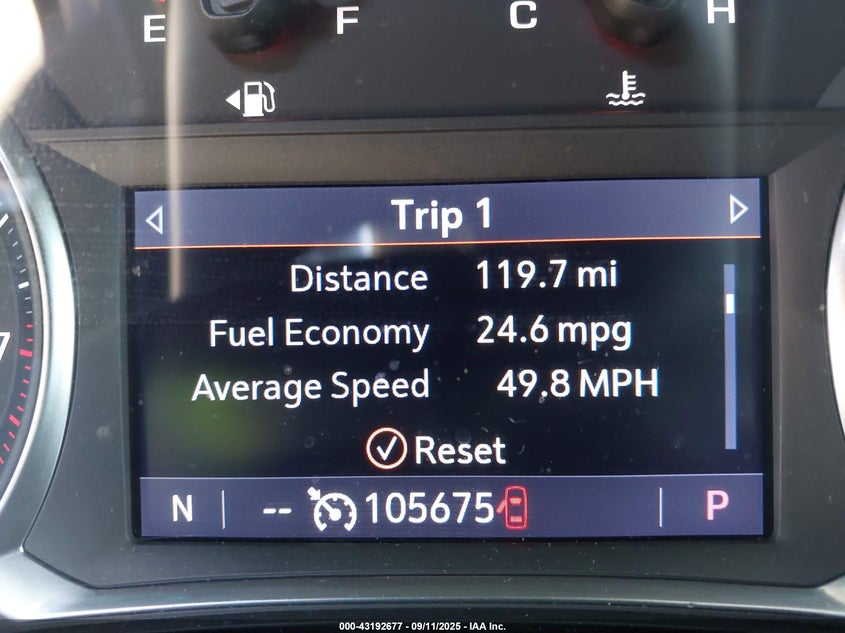 E F C H
Trip 1
Distance 119.7 mi
Fuel Economy 24.6 mpg
Average Speed 49.8 MPH
Reset
N -- 105675 P
7
000-43192677 - 09/11/2025 - IAA Inc.